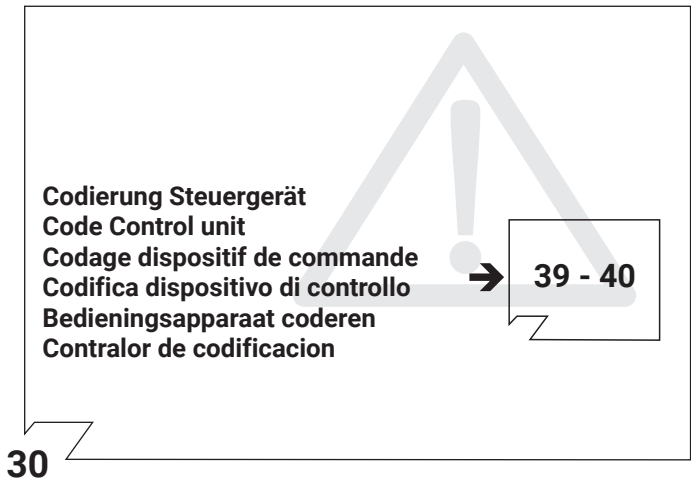 Codierung Steuergerät
Code Control unit
Codage dispositif de commande
Codifica dispositivo di controllo
Bedieningsapparaat coderen
Contralor de codificacion
39 - 40
30